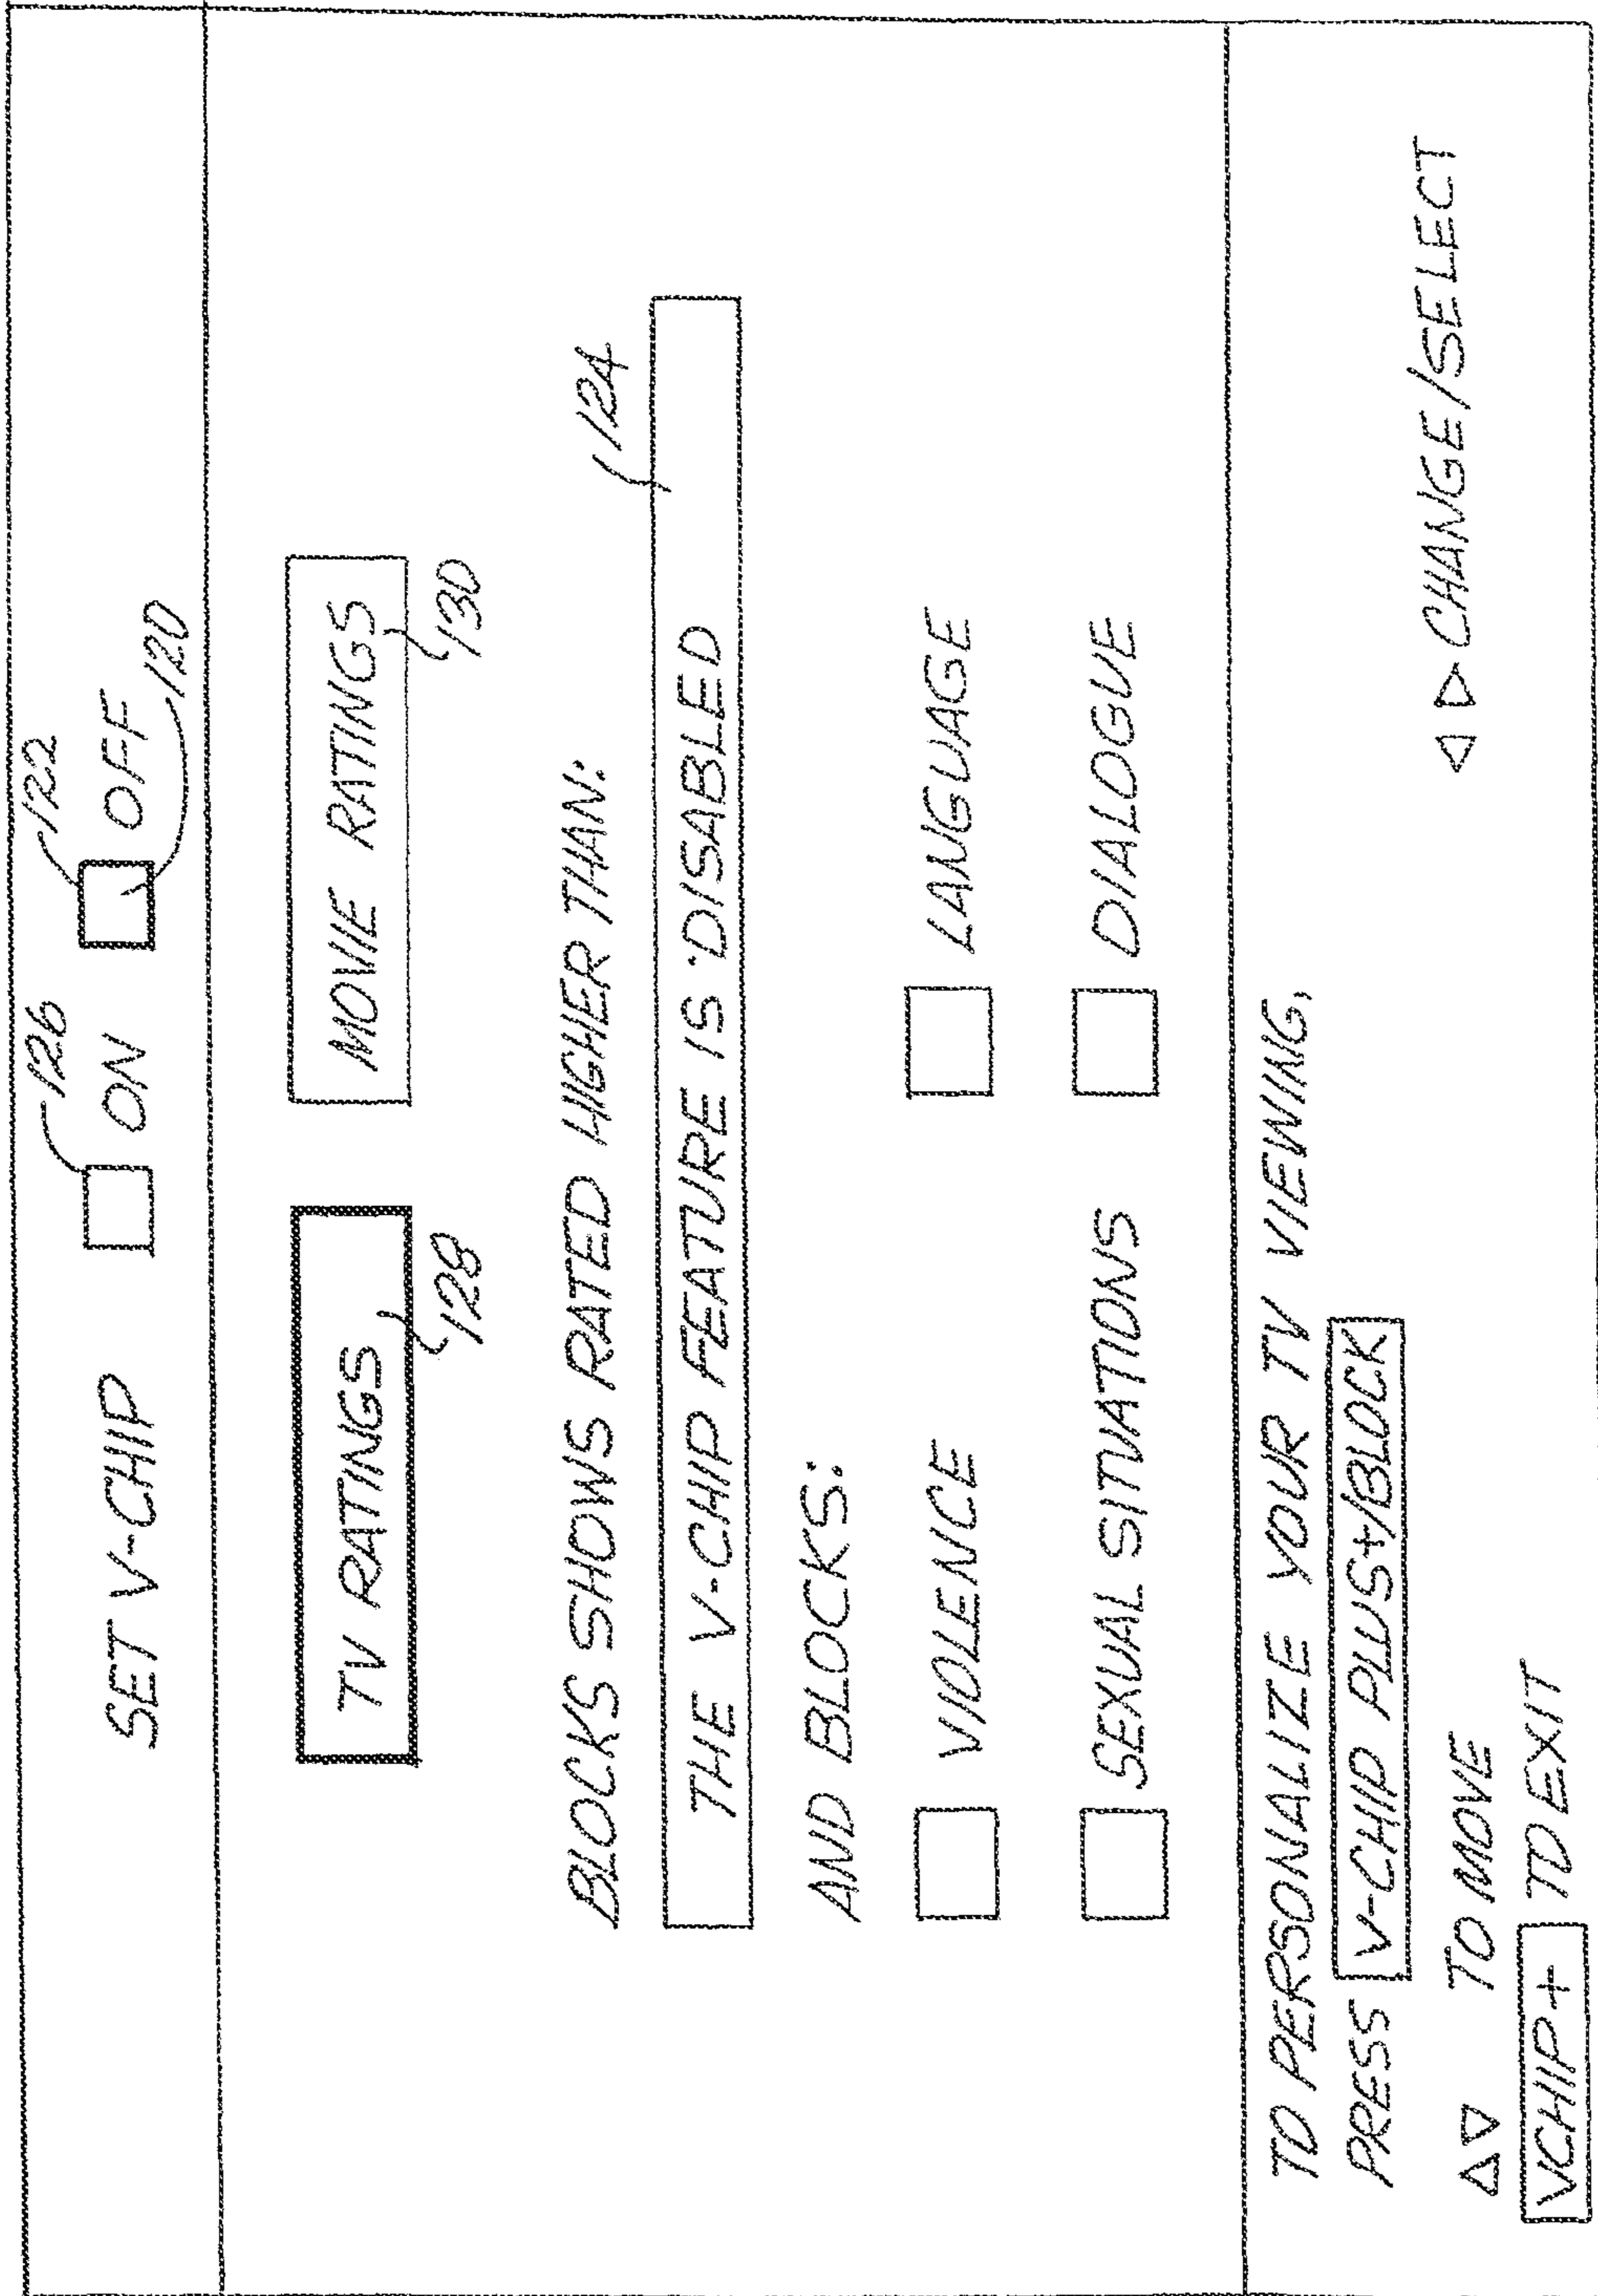 126 122
SET V-CHIP ON OFF
120
TV RATINGS MOVIE RATINGS
128 130
BLOCKS SHOWS RATED HIGHER THAN: 124
THE V-CHIP FEATURE IS DISABLED
AND BLOCKS:
VIOLENCE LANGUAGE
SEXUAL SITUATIONS DIALOGUE
TO PERSONALIZE YOUR TV VIEWING,
PRESS V-CHIP PLUS+/BLOCK
△▽ TO MOVE ◁ ▷ CHANGE/SELECT
VCHIP+ TO EXIT